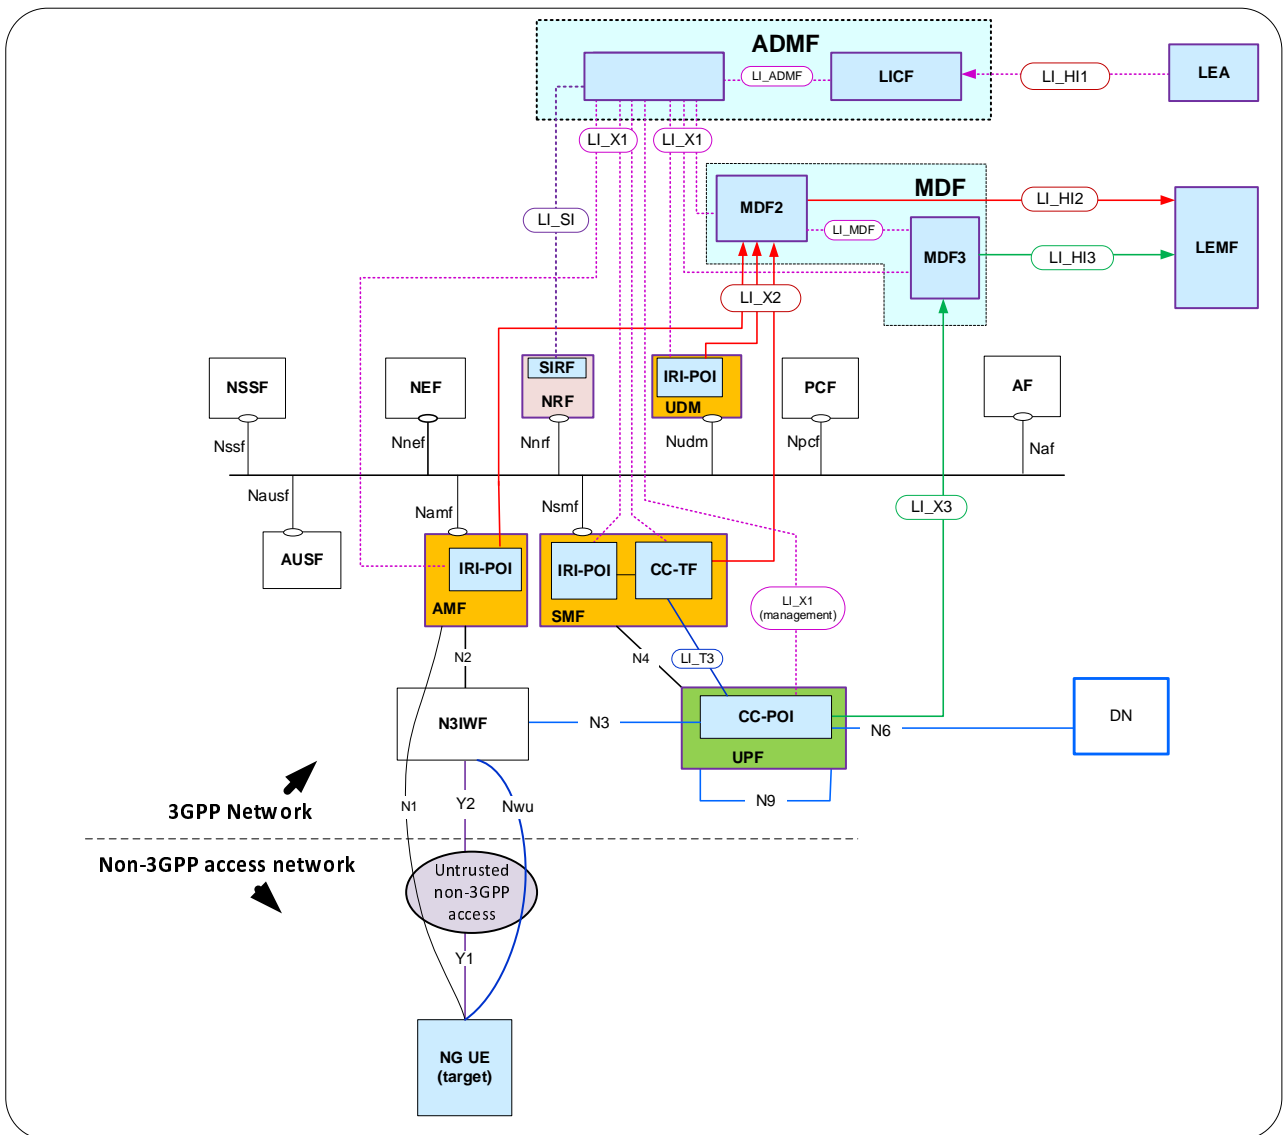 ADMF
LI_ADMF
LICF
LI_HI1
LEA
LI_X1
LI_X1
MDF
MDF2
LI_HI2
LI_SI
LI_MDF
LEMF
MDF3
LI_HI3
LI_X2
SIRF
IRI-POI
NSSF
NEF
NRF
UDM
PCF
AF
Nssf
Nnef
Nnrf
Nudm
Npcf
Naf
Nausf
Namf
Nsmf
LI_X3
AUSF
IRI-POI
IRI-POI
CC-TF
AMF
SMF
LI_X1
(management)
N2
N4
LI_T3
N3IWF
N3
CC-POI
N6
DN
UPF
N9
3GPP Network
N1
Y2
Nwu
Non-3GPP access network
Untrusted
non-3GPP
access
Y1
NG UE
(target)